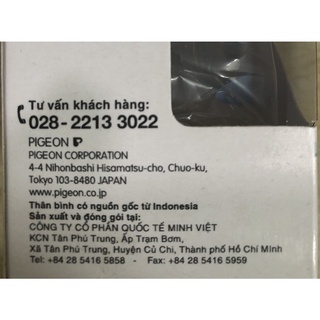 Tư vấn khách hàng:
028 - 2213 3022
PIGEON
PIGEON CORPORATION
4-4 Nihonbashi Hisamatsu-cho, Chuo-ku,
Tokyo 103-8480 JAPAN
www.pigeon.co.jp
Thân bình có nguồn gốc từ Indonesia
Sản xuất và đóng gói tại:
CÔNG TY CỔ PHẦN QUỐC TẾ MINH VIỆT
KCN Tân Phú Trung, Ấp Trạm Bơm,
Xã Tân Phú Trung, Huyện Củ Chi, Thành phố Hồ Chí Minh
Tel: +84 28 5416 5858 - Fax: +84 28 5416 5959